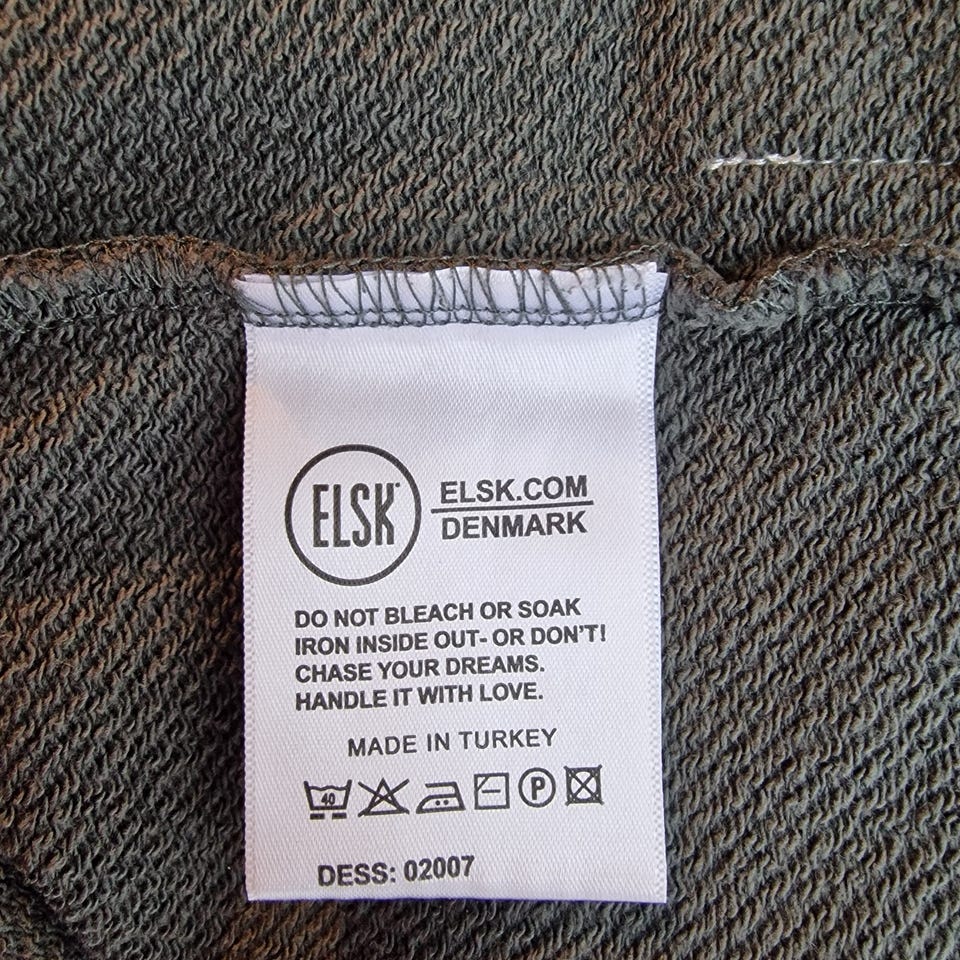 ELSK
ELSK.COM
DENMARK
DO NOT BLEACH OR SOAK
IRON INSIDE OUT- OR DON'T!
CHASE YOUR DREAMS.
HANDLE IT WITH LOVE.
MADE IN TURKEY
40
P
DESS: 02007